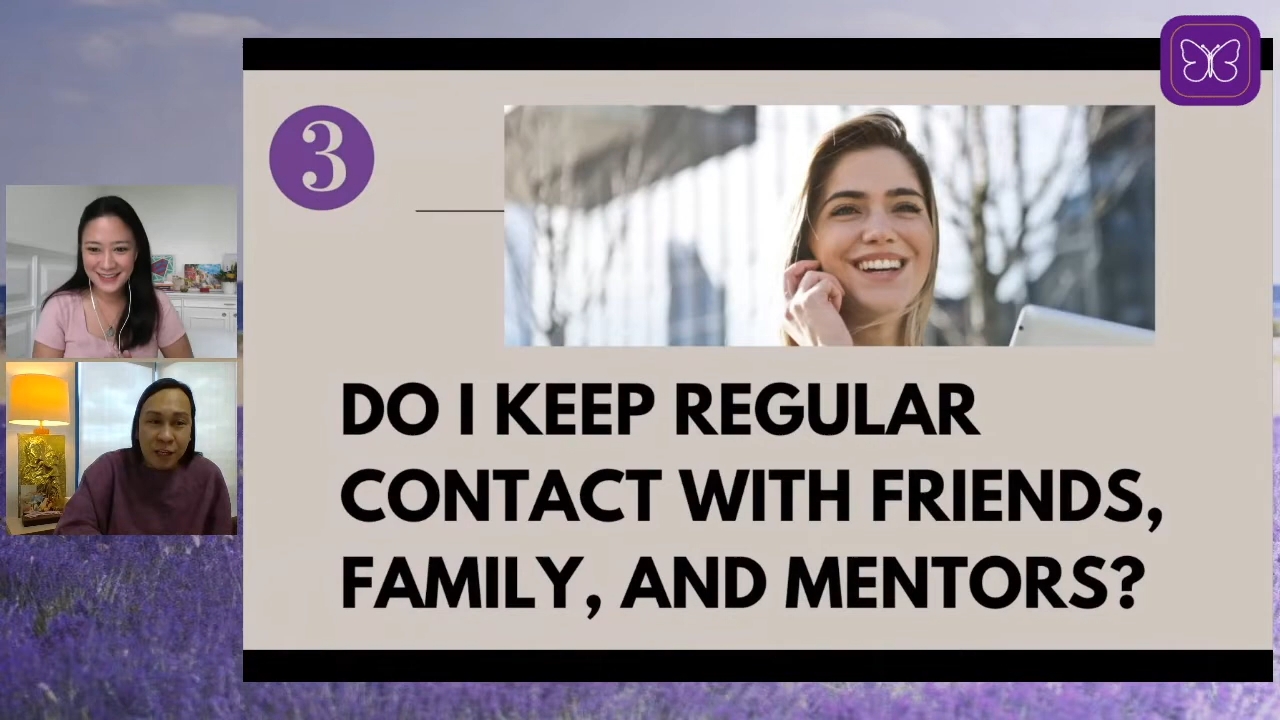 3
DO I KEEP REGULAR
CONTACT WITH FRIENDS,
FAMILY, AND MENTORS?